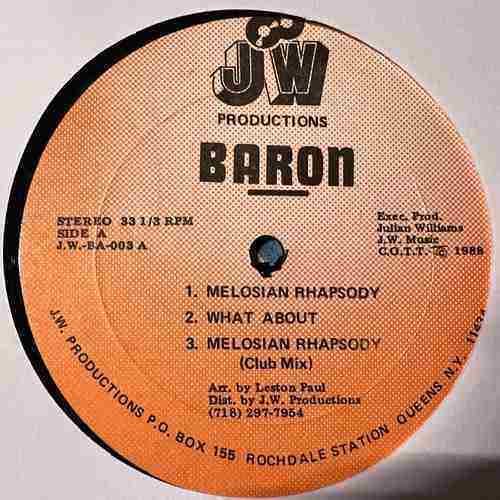 JW
PRODUCTIONS
BARON
STEREO 33 1/3 RPM
SIDE A
J.W.-BA-003 A
Exec. Prod.
Julian Williams
J.W. Music
C.O.T.T. 1988
1. MELOSIAN RHAPSODY
2. WHAT ABOUT
3. MELOSIAN RHAPSODY
(Club Mix)
Arr. by Leston Paul
Dist. by J.W. Productions
(718) 297-7954
J.W. PRODUCTIONS P.O. BOX 155 ROCHDALE STATION QUEENS, N.Y. 11434